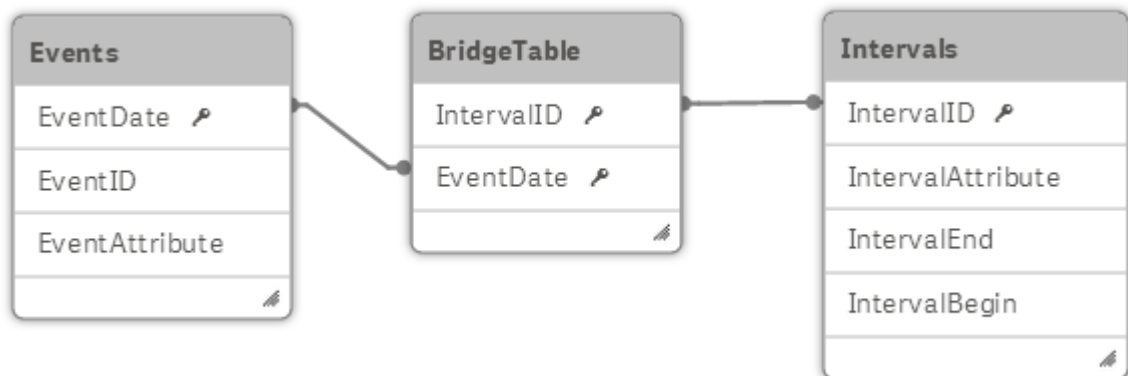 Events
EventDate
EventID
EventAttribute
BridgeTable
IntervalID
EventDate
Intervals
IntervalID
IntervalAttribute
IntervalEnd
IntervalBegin